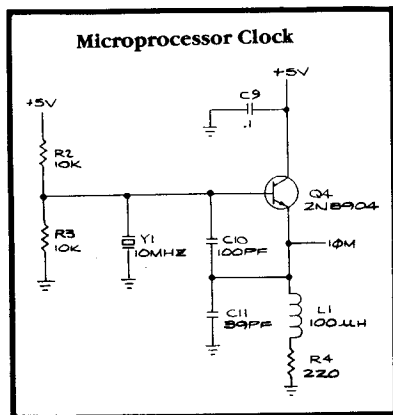 Microprocessor Clock
+5V
C9
.1
+5V
R2
10K
Q4
2N3904
R3
10K
Y1
10MHZ
C10
100PF
10M
C11
39PF
L1
100µH
R4
220